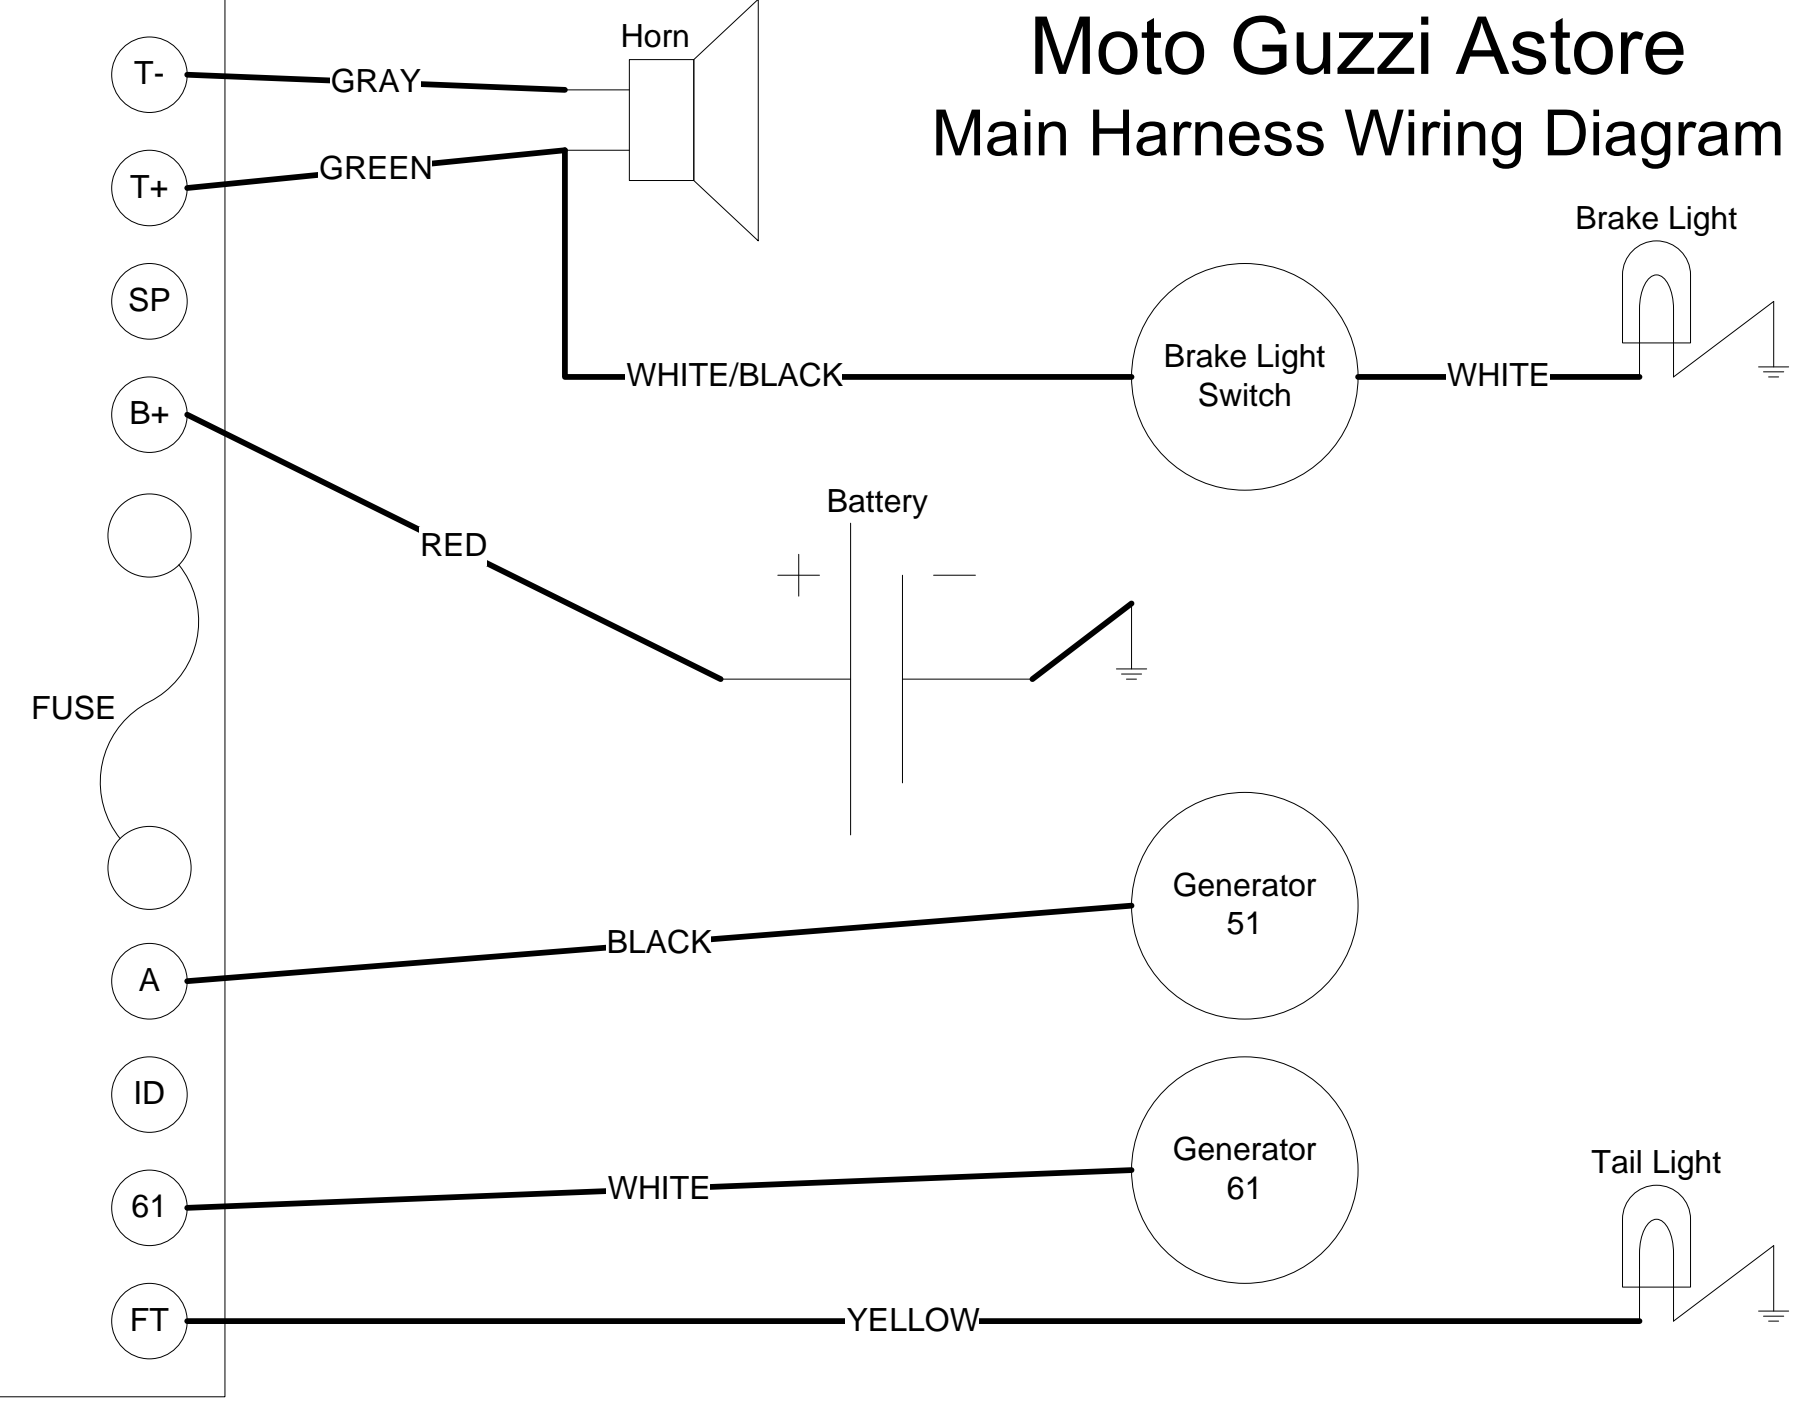 Moto Guzzi Astore
Main Harness Wiring Diagram
Horn
T-
GRAY
T+
GREEN
Brake Light
SP
WHITE/BLACK
Brake Light
Switch
WHITE
B+
Battery
RED
+
-
FUSE
Generator
51
BLACK
A
ID
Generator
61
WHITE
61
Tail Light
FT
YELLOW